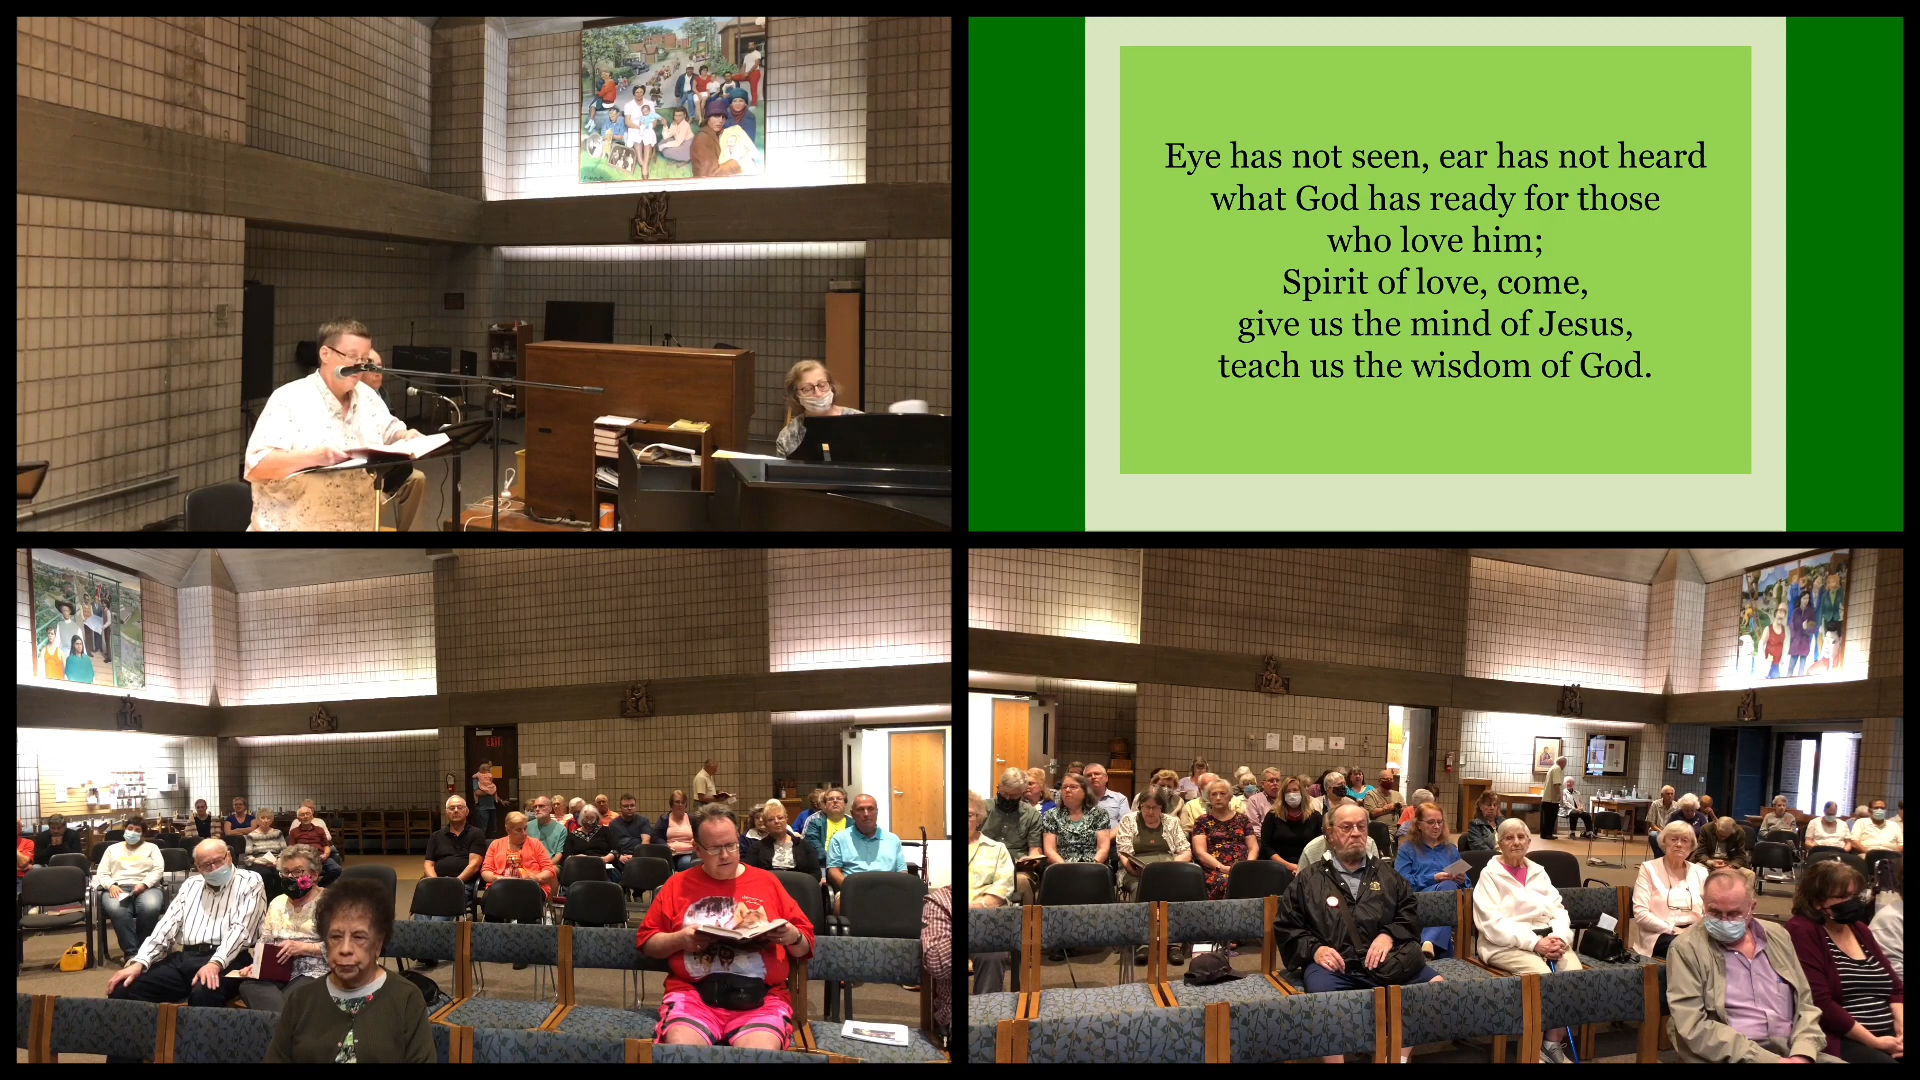 Eye has not seen, ear has not heard
what God has ready for those
who love him;
Spirit of love, come,
give us the mind of Jesus,
teach us the wisdom of God.
EXIT